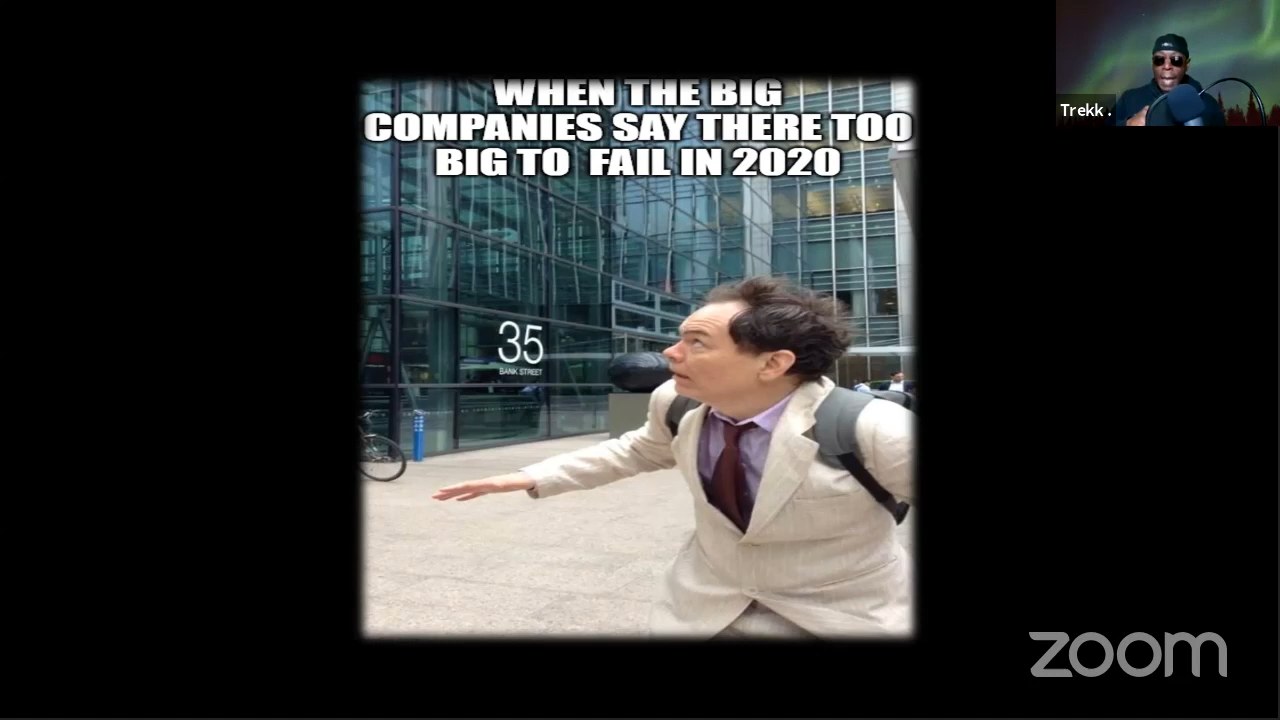 WHEN THE BIG
COMPANIES SAY THERE TOO
BIG TO FAIL IN 2020
Trekk .
35
BANK STREET
zoom